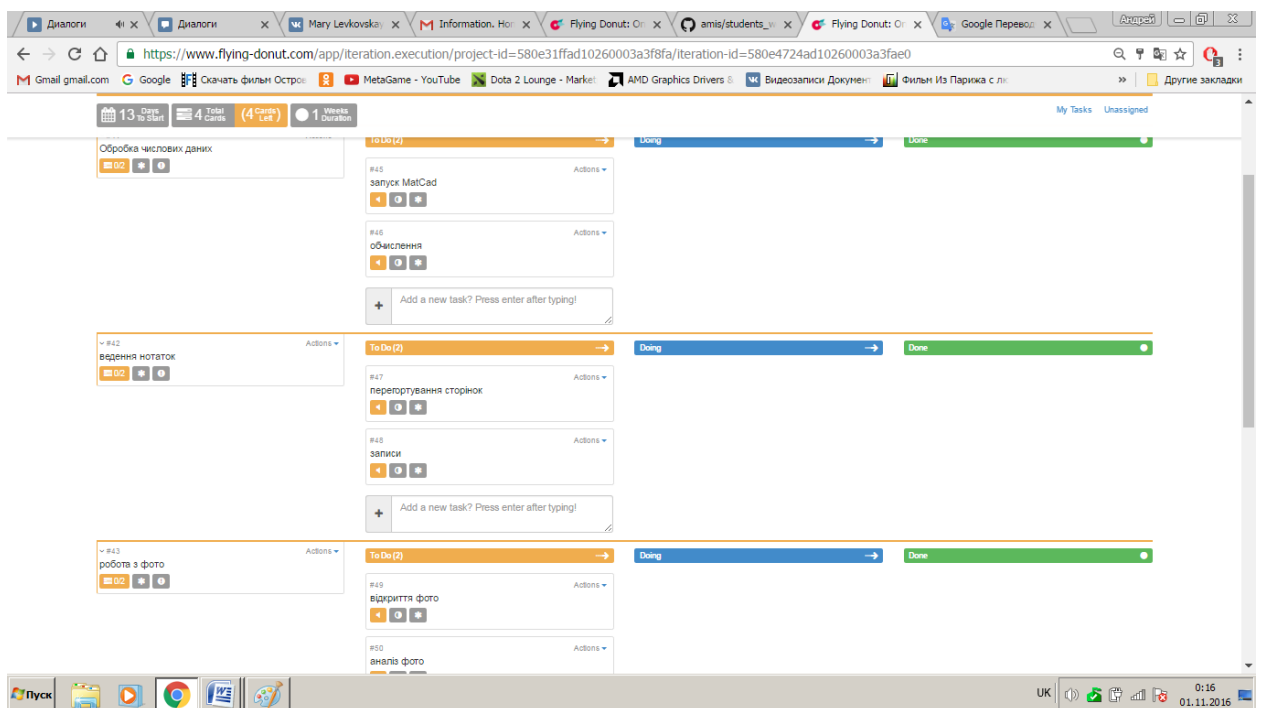 Диалоги
Диалоги
Mary Levkovskay
Information. Hor
Flying Donut: Or
amis/students_w
Flying Donut: Or
Google Перевод
Андрей
https://www.flying-donut.com/app/iteration.execution/project-id=580e31ffad10260003a3f8fa/iteration-id=580e4724ad10260003a3fae0
3
Gmail gmail.com
Google
Скачать фильм Остров
MetaGame - YouTube
Dota 2 Lounge - Market
AMD Graphics Drivers &
Видеозаписи Документ
Фильм Из Парижа с лю
»
Другие закладки
13 Days To Start
4 Total Cards
(4 Cards Left)
1 Weeks Duration
My Tasks Unassigned
Обробка числових даних
0/2
To Do (2)
Doing
Done
#45 Actions
запуск MatCad
#46 Actions
обчислення
Add a new task? Press enter after typing!
#42 Actions
ведення нотаток
0/2
To Do (2)
Doing
Done
#47 Actions
перегортування сторінок
#48 Actions
записи
Add a new task? Press enter after typing!
#43 Actions
робота з фото
0/2
To Do (2)
Doing
Done
#49 Actions
відкриття фото
#50 Actions
аналіз фото
Пуск
UK
0:16
01.11.2016